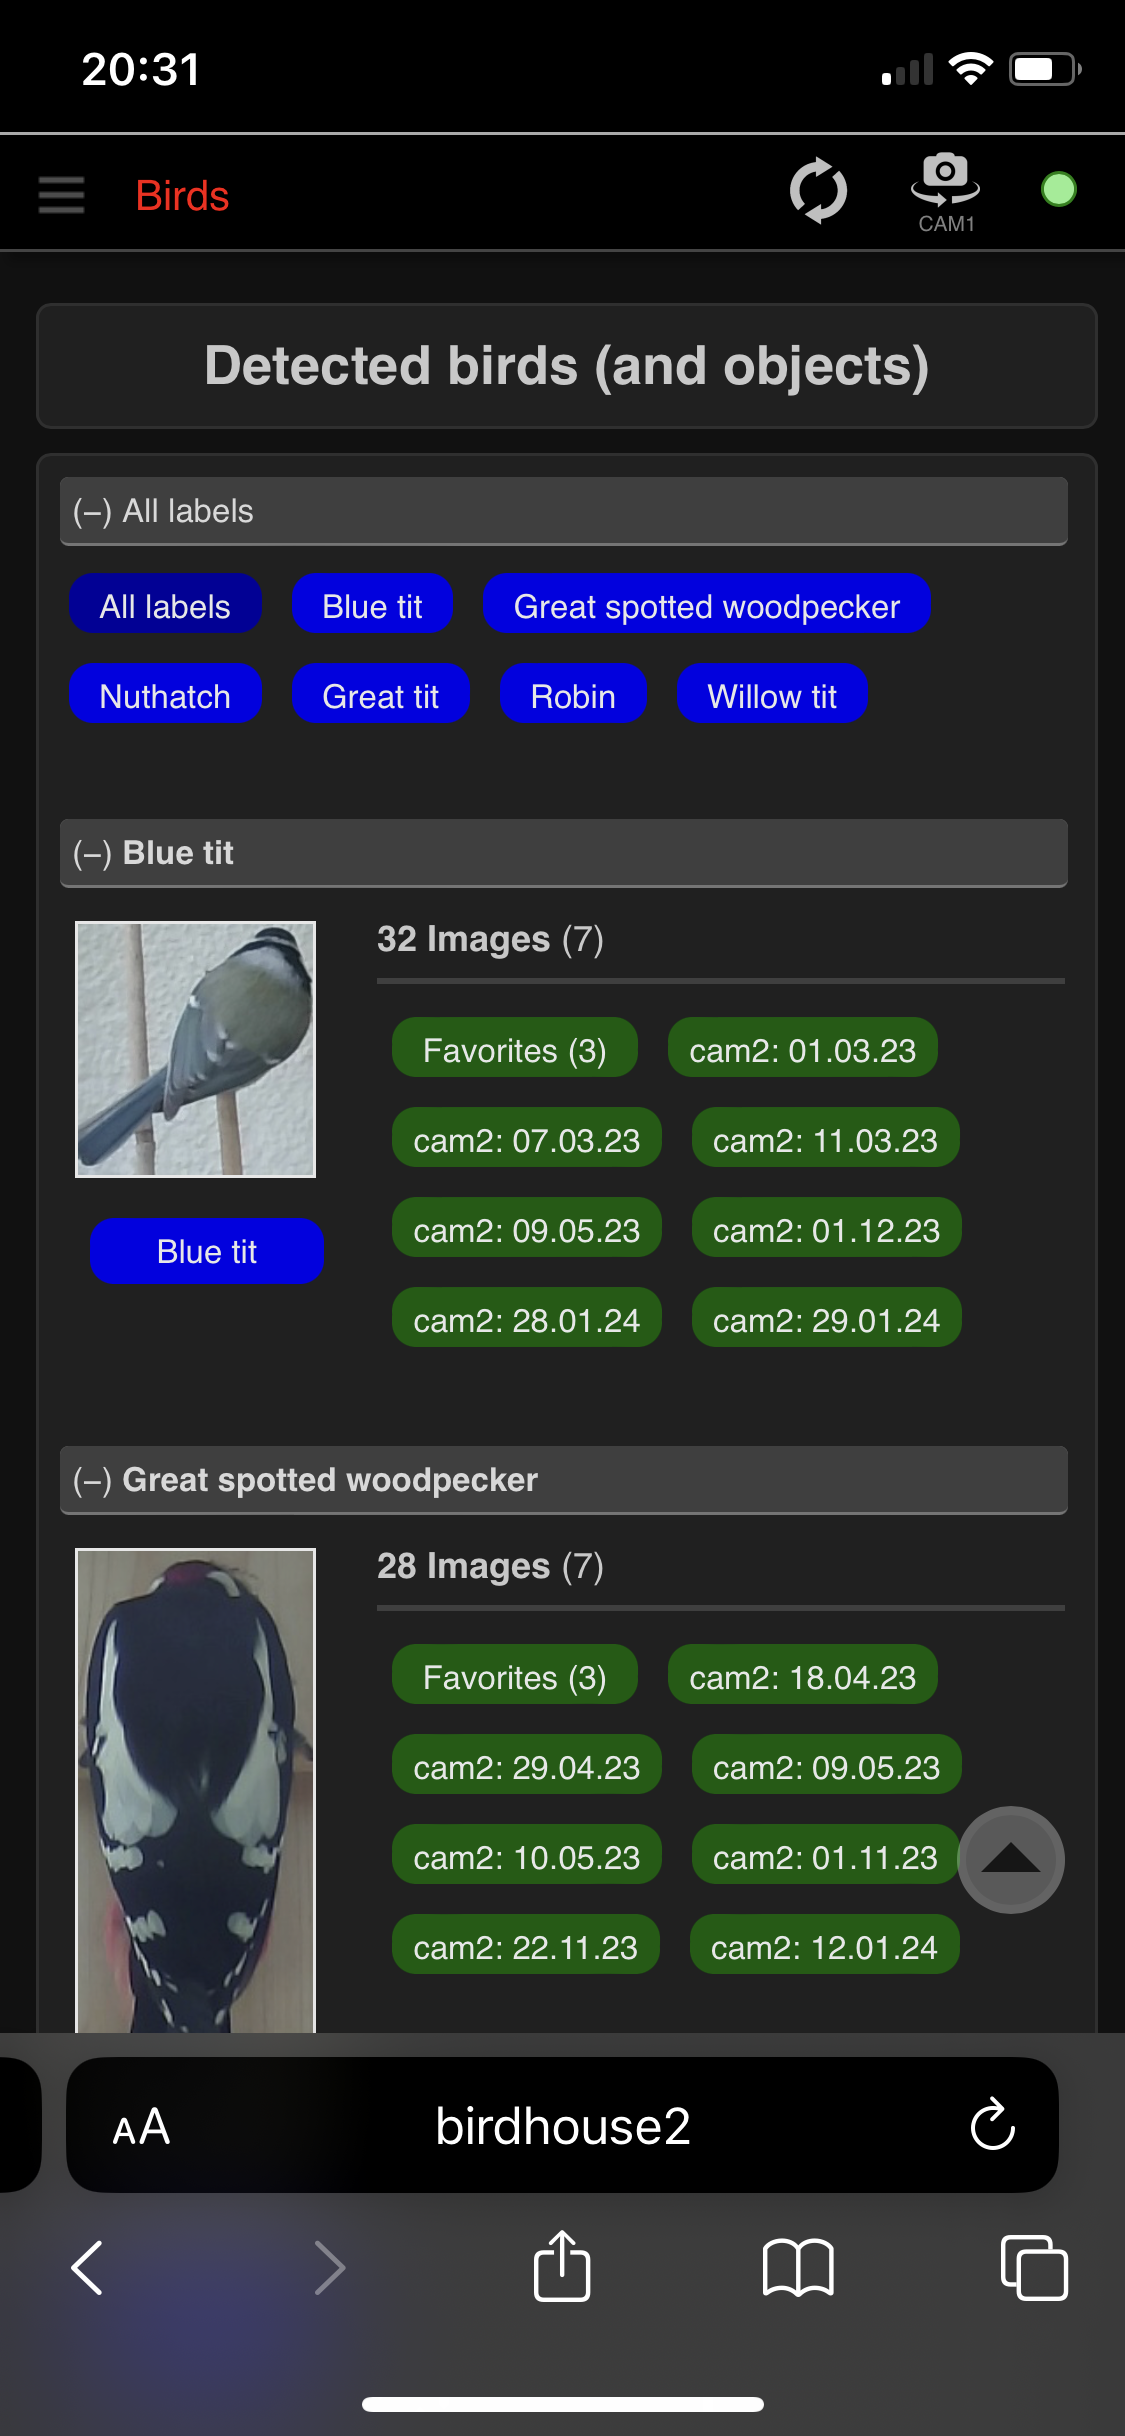 20:31
Birds
CAM1
Detected birds (and objects)
(–) All labels
All labels Blue tit Great spotted woodpecker
Nuthatch Great tit Robin Willow tit
(–) Blue tit
32 Images (7)
Favorites (3) cam2: 01.03.23
cam2: 07.03.23 cam2: 11.03.23
cam2: 09.05.23 cam2: 01.12.23
Blue tit
cam2: 28.01.24 cam2: 29.01.24
(–) Great spotted woodpecker
28 Images (7)
Favorites (3) cam2: 18.04.23
cam2: 29.04.23 cam2: 09.05.23
cam2: 10.05.23 cam2: 01.11.23
cam2: 22.11.23 cam2: 12.01.24
AA birdhouse2